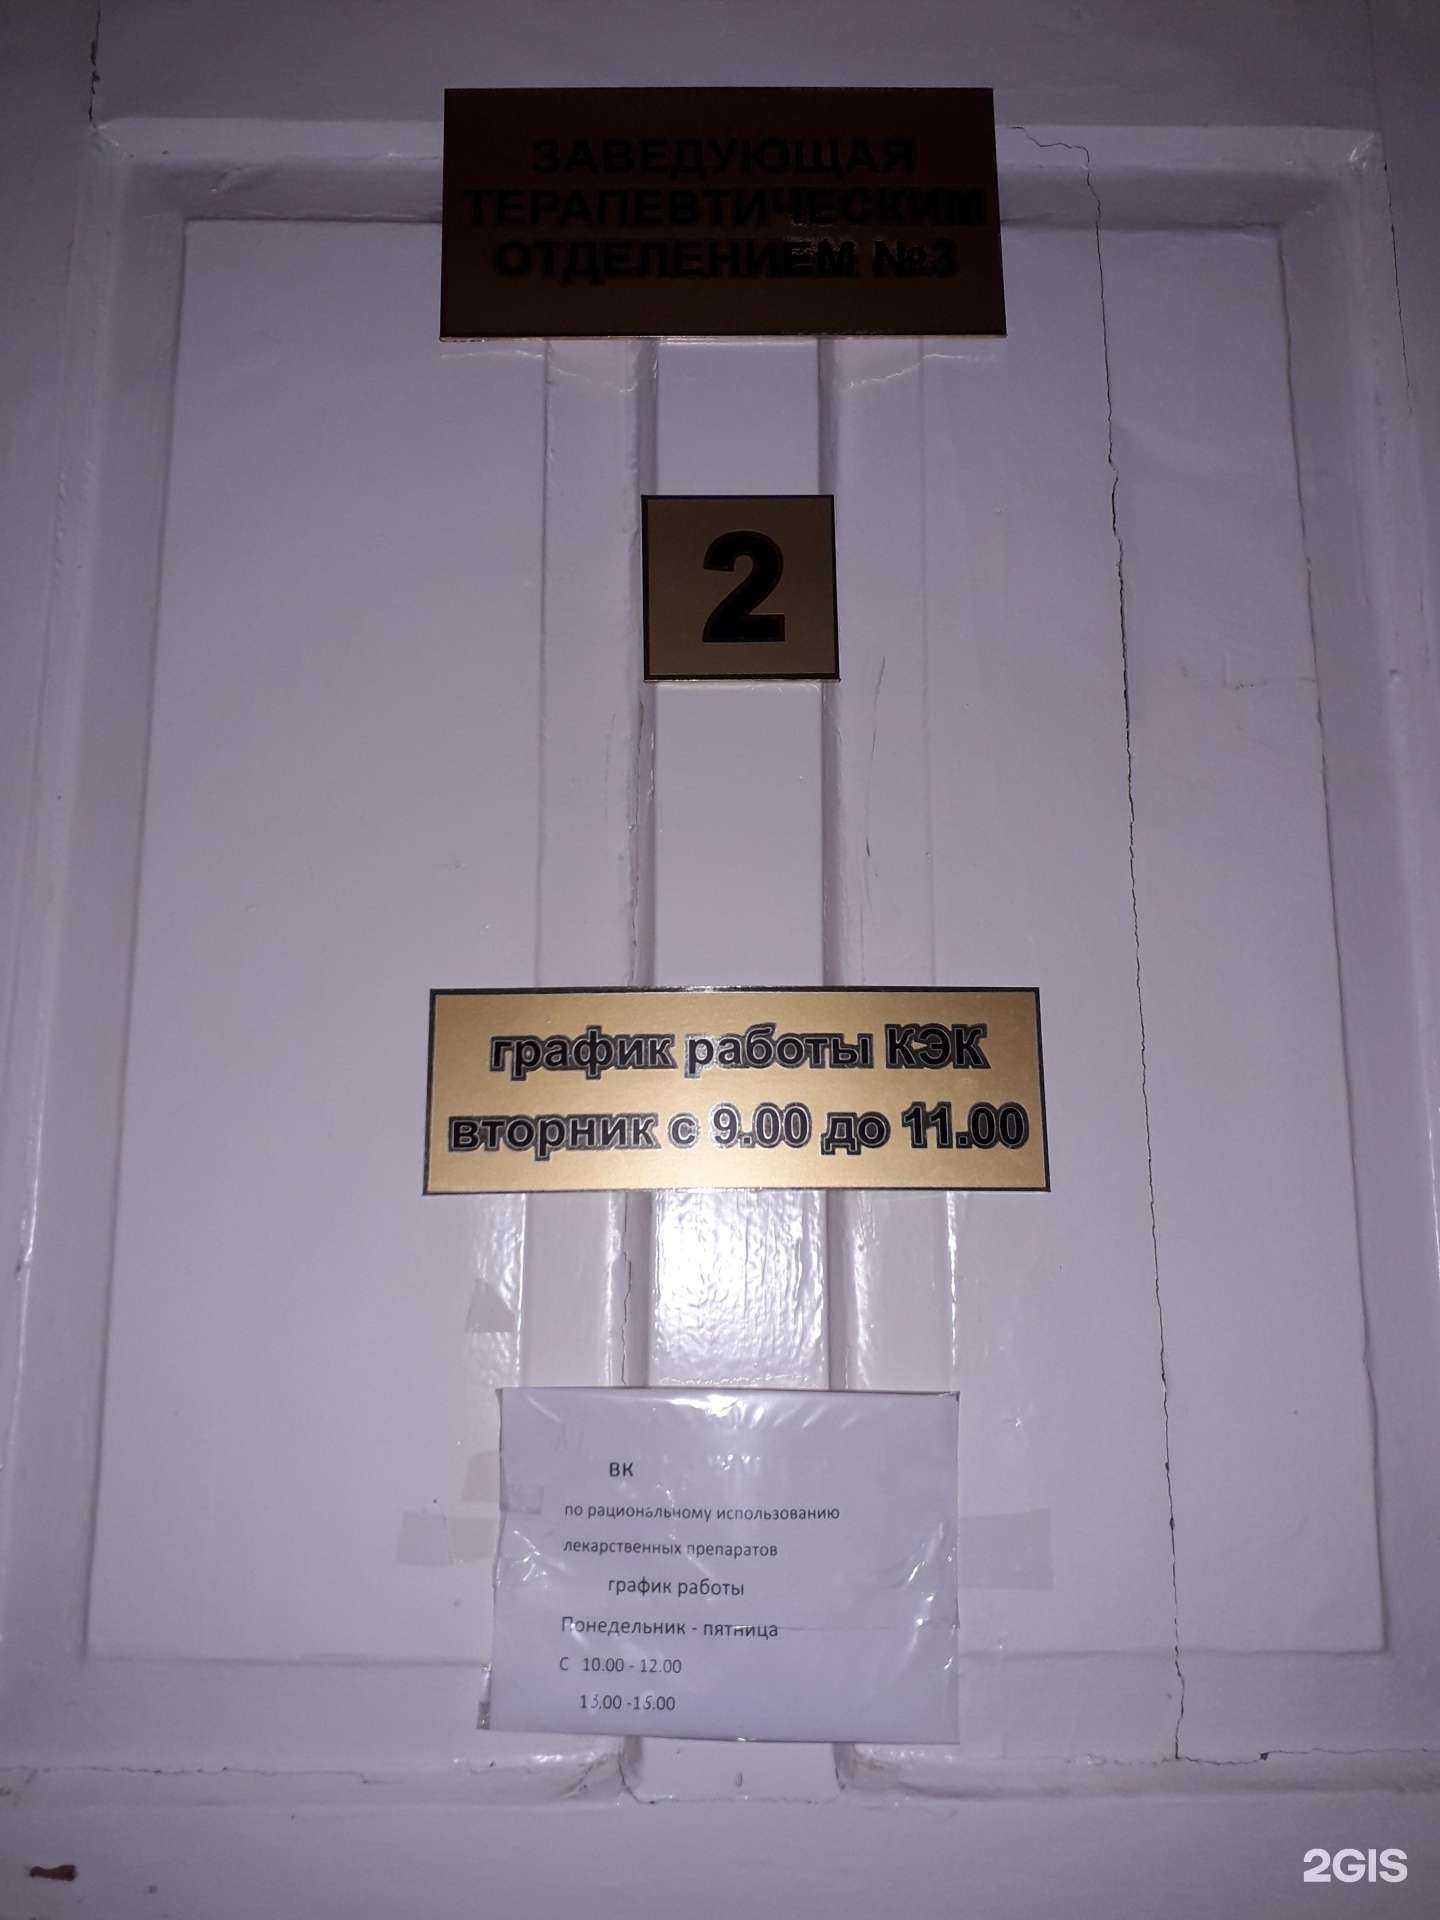 ЗАВЕДУЮЩАЯ
ТЕРАПЕВТИЧЕСКИМ
ОТДЕЛЕНИЕМ №3
2
график работы КЭК
вторник с 9.00 до 11.00
ВК
по рациональному использованию
лекарственных препаратов
график работы
Понедельник - пятница
С 10.00 - 12.00
13.00 -15.00
2GIS